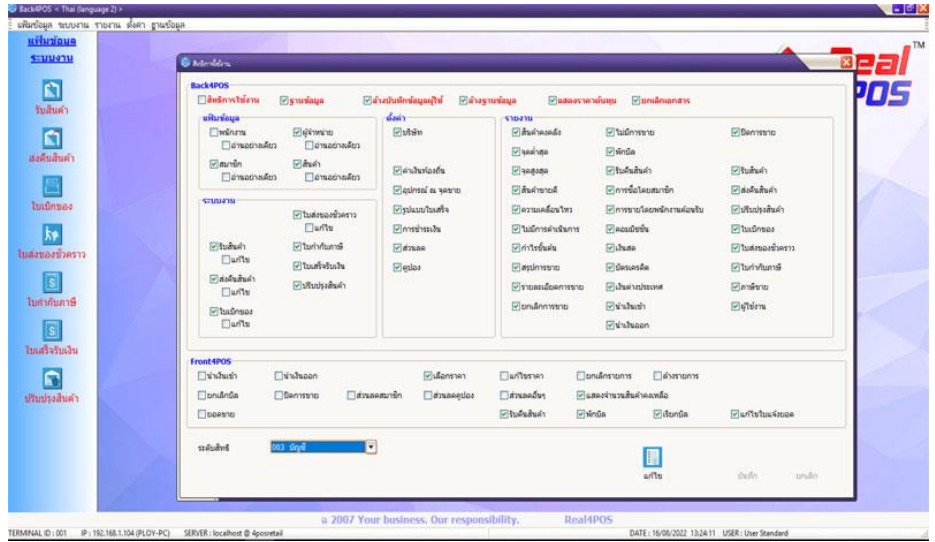 Back4POS < Thai (language 2) >
แฟ้มข้อมูล ระบบงาน รายงาน ตั้งค่า ฐานข้อมูล
แฟ้มข้อมูล
ระบบงาน
รับสินค้า
ส่งคืนสินค้า
ใบเบิกของ
ใบส่งของชั่วคราว
ใบกำกับภาษี
ใบเสร็จรับเงิน
ปรับปรุงสินค้า
Real
POS
TM
สิทธิการใช้งาน
Back4POS
สิทธิการใช้งาน ฐานข้อมูล ล้างบันทึกข้อมูลผู้ใช้ ล้างฐานข้อมูล แสดงราคาต้นทุน ยกเลิกเอกสาร
แฟ้มข้อมูล
พนักงาน ผู้จำหน่าย
อ่านอย่างเดียว อ่านอย่างเดียว
สมาชิก สินค้า
อ่านอย่างเดียว อ่านอย่างเดียว
ระบบงาน
ใบส่งของชั่วคราว
แก้ไข
รับสินค้า ใบกำกับภาษี
แก้ไข
ใบเสร็จรับเงิน
ส่งคืนสินค้า
แก้ไข
ปรับปรุงสินค้า
ใบเบิกของ
แก้ไข
ตั้งค่า
บริษัท
ค่าเงินท้องถิ่น
อุปกรณ์ ณ จุดขาย
รูปแบบใบเสร็จ
การชำระเงิน
ส่วนลด
คูปอง
รายงาน
สินค้าคงคลัง ไม่มีการขาย ปิดการขาย
จุดต่ำสุด พักบิล
จุดสูงสุด รับคืนสินค้า รับสินค้า
สินค้าขายดี การซื้อโดยสมาชิก ส่งคืนสินค้า
ความเคลื่อนไหว การขายโดยพนักงานต้อนรับ ปรับปรุงสินค้า
ไม่มีการดำเนินการ คอมมิชชั่น ใบเบิกของ
กำไรขั้นต้น เงินสด ใบส่งของชั่วคราว
สรุปการขาย บัตรเครดิต ใบกำกับภาษี
รายละเอียดการขาย เงินต่างประเทศ ภาษีขาย
ยกเลิกการขาย นำเงินเข้า ผู้ใช้งาน
นำเงินออก
Front4POS
นำเงินเข้า นำเงินออก เลือกราคา แก้ไขราคา ยกเลิกรายการ ล้างรายการ
ยกเลิกบิล ปิดการขาย ส่วนลดสมาชิก ส่วนลดคูปอง ส่วนลดอื่นๆ แสดงจำนวนสินค้าคงเหลือ
ยอดขาย รับคืนสินค้า พักบิล เรียกบิล แก้ไขใบแจ้งยอด
ระดับสิทธิ 003 บัญชี
แก้ไข บันทึก ยกเลิก
2007 Your business. Our responsibility. Real4POS
TERMINAL ID : 001 IP : 192.168.1.104 (PLOY-PC) SERVER : localhost @ 4posretail DATE : 16/08/2022 13:24:11 USER : User Standard